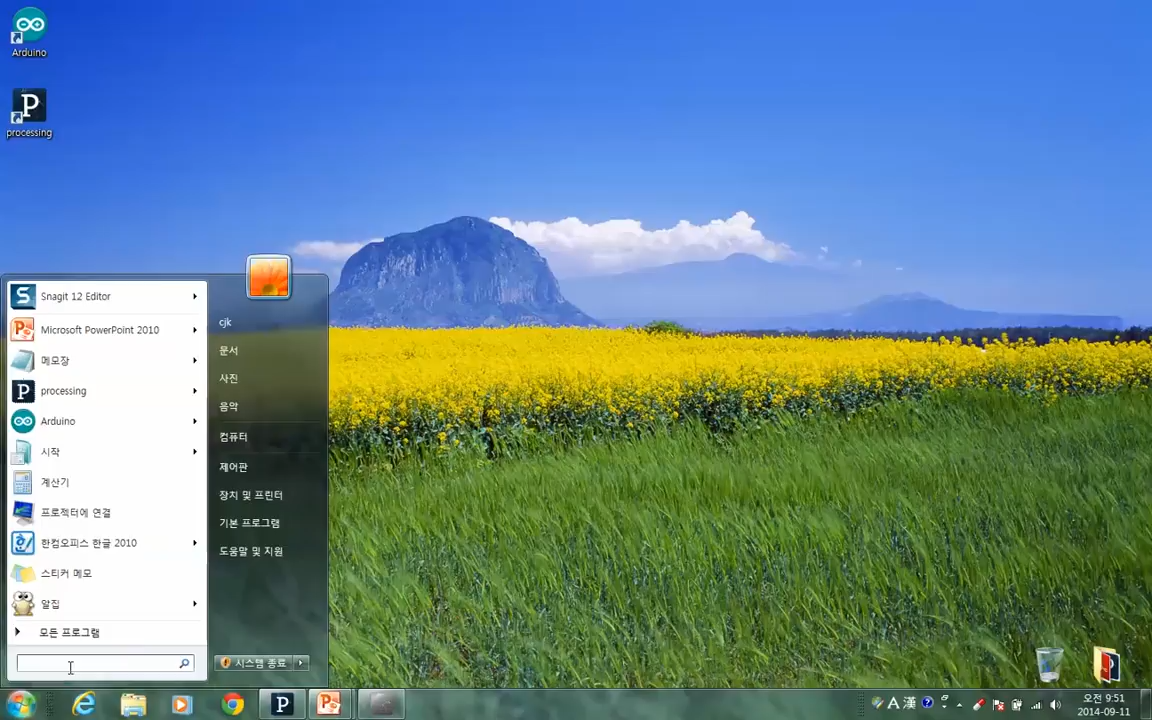 Arduino
processing
Snagit 12 Editor
Microsoft PowerPoint 2010
메모장
processing
Arduino
시작
계산기
프로젝터에 연결
한컴오피스 한글 2010
스티커 메모
알집
모든 프로그램
cjk
문서
사진
음악
컴퓨터
제어판
장치 및 프린터
기본 프로그램
도움말 및 지원
시스템 종료
A 漢
오전 9:51
2014-09-11